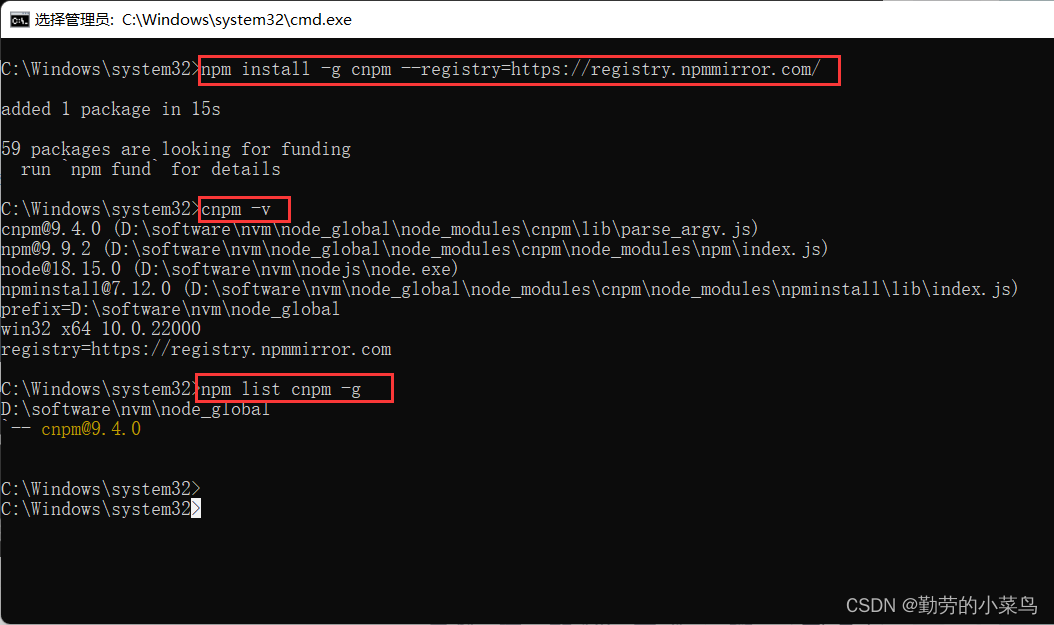 选择管理员: C:\Windows\system32\cmd.exe
C:\Windows\system32>npm install -g cnpm --registry=https://registry.npmmirror.com/
added 1 package in 15s
59 packages are looking for funding
run `npm fund` for details
C:\Windows\system32>cnpm -v
cnpm@9.4.0 (D:\software\nvm\node_global\node_modules\cnpm\lib\parse_argv.js)
npm@9.9.2 (D:\software\nvm\node_global\node_modules\cnpm\node_modules\npm\index.js)
node@18.15.0 (D:\software\nvm\nodejs\node.exe)
npminstall@7.12.0 (D:\software\nvm\node_global\node_modules\cnpm\node_modules\npminstall\lib\index.js)
prefix=D:\software\nvm\node_global
win32 x64 10.0.22000
registry=https://registry.npmmirror.com
C:\Windows\system32>npm list cnpm -g
D:\software\nvm\node_global
`-- cnpm@9.4.0
C:\Windows\system32>
C:\Windows\system32>
CSDN @勤劳的小菜鸟